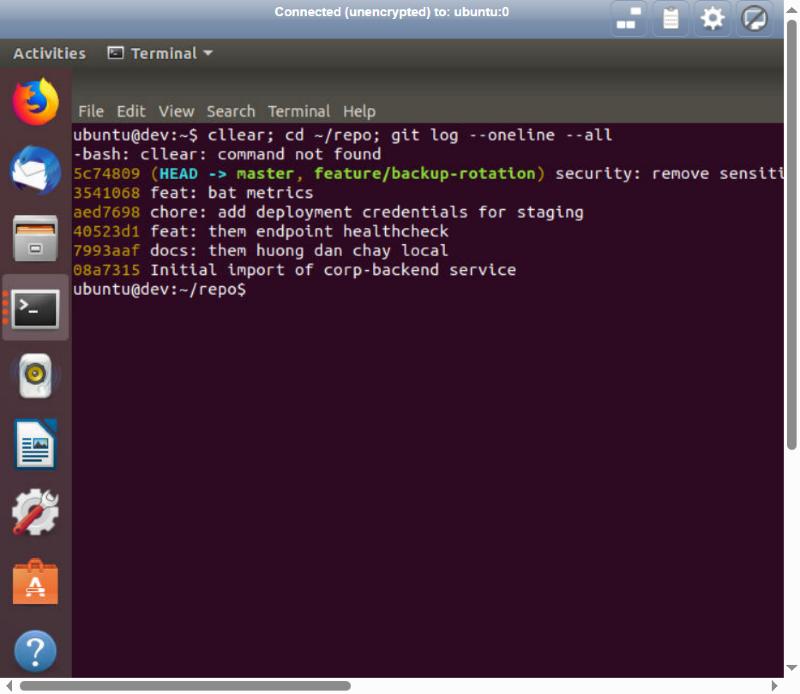 Connected (unencrypted) to: ubuntu:0
Activities Terminal
File Edit View Search Terminal Help
ubuntu@dev:~$ cllear; cd ~/repo; git log --oneline --all
-bash: cllear: command not found
5c74809 (HEAD -> master, feature/backup-rotation) security: remove sensiti
3541068 feat: bat metrics
aed7698 chore: add deployment credentials for staging
40523d1 feat: them endpoint healthcheck
7993aaf docs: them huong dan chay local
08a7315 Initial import of corp-backend service
ubuntu@dev:~/repo$